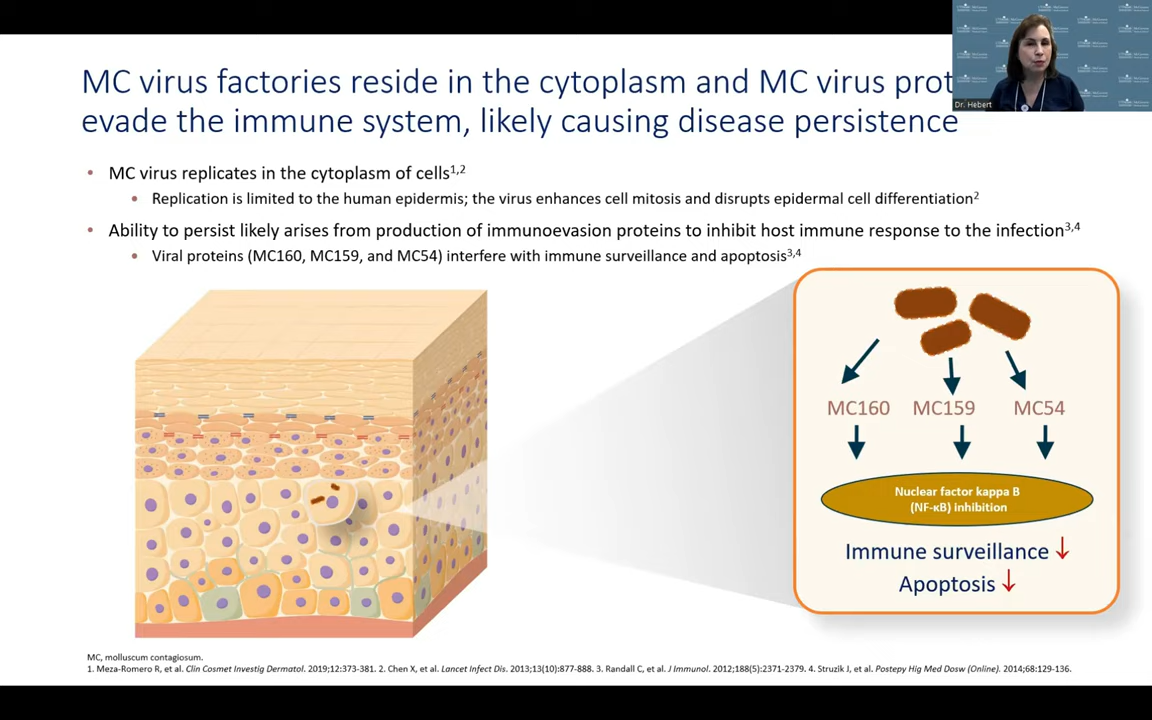 MC virus factories reside in the cytoplasm and MC virus prot
evade the immune system, likely causing disease persistence
Dr. Hebert
• MC virus replicates in the cytoplasm of cells1,2
• Replication is limited to the human epidermis; the virus enhances cell mitosis and disrupts epidermal cell differentiation2
• Ability to persist likely arises from production of immunoevasion proteins to inhibit host immune response to the infection3,4
• Viral proteins (MC160, MC159, and MC54) interfere with immune surveillance and apoptosis3,4
MC160 MC159 MC54
Nuclear factor kappa B
(NF-κB) inhibition
Immune surveillance ↓
Apoptosis ↓
MC, molluscum contagiosum.
1. Meza-Romero R, et al. Clin Cosmet Investig Dermatol. 2019;12:373-381. 2. Chen X, et al. Lancet Infect Dis. 2013;13(10):877-888. 3. Randall C, et al. J Immunol. 2012;188(5):2371-2379. 4. Struzik J, et al. Postepy Hig Med Dosw (Online). 2014;68:129-136.